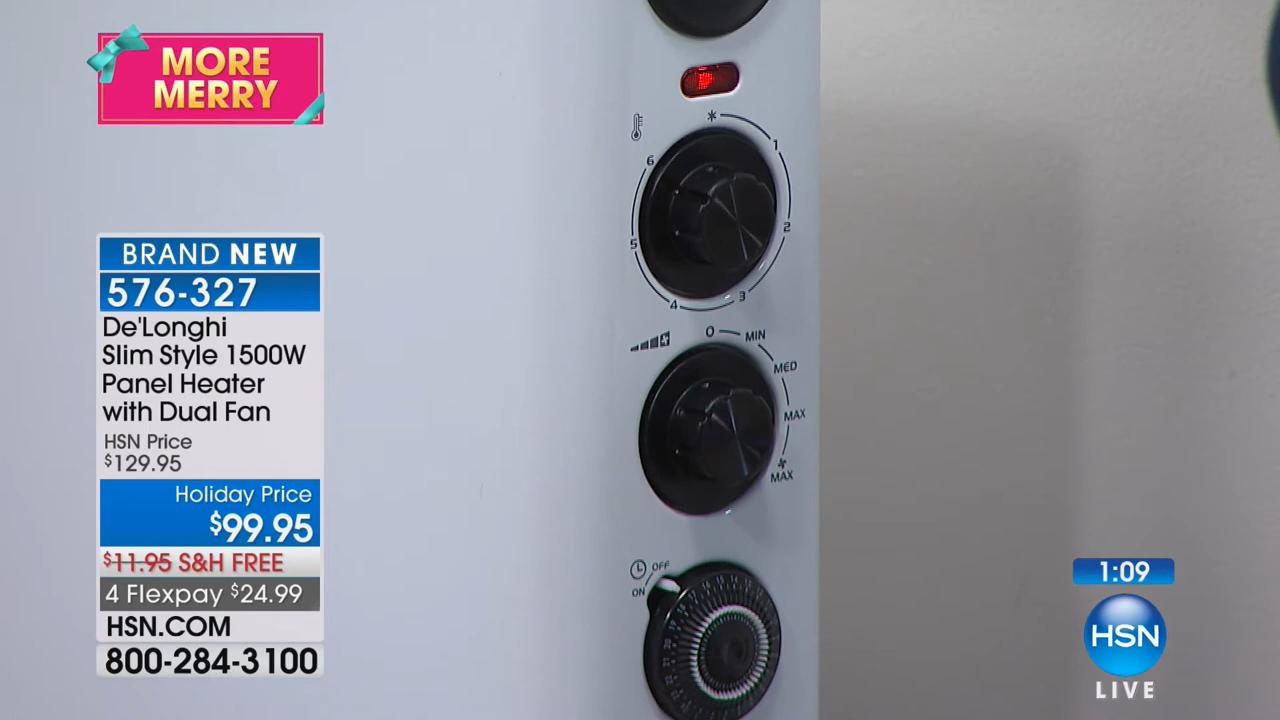 MORE
MERRY
BRAND NEW
576-327
De'Longhi
Slim Style 1500W
Panel Heater
with Dual Fan
HSN Price
$129.95
Holiday Price
$99.95
$11.95 S&H FREE
4 Flexpay $24.99
HSN.COM
800-284-3100
1
6
2
5
3
4
0 MIN
MED
MAX
MAX
OFF
ON
1:09
HSN
LIVE